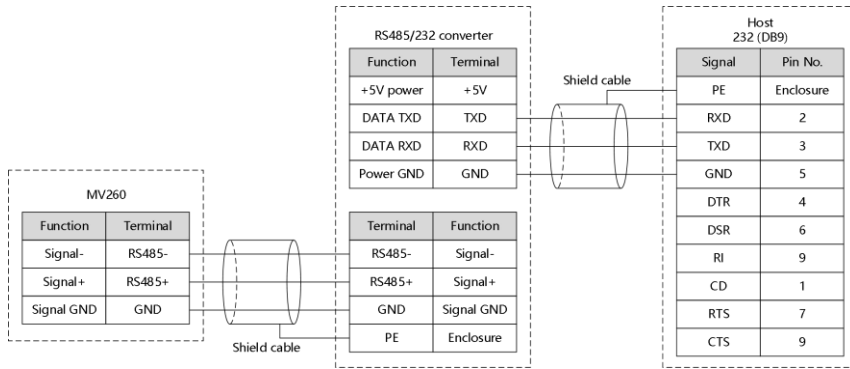 RS485/232 converter
Function Terminal
+5V power +5V
DATA TXD TXD
DATA RXD RXD
Power GND GND
Shield cable
Host
232 (DB9)
Signal Pin No.
PE Enclosure
RXD 2
TXD 3
GND 5
DTR 4
DSR 6
RI 9
CD 1
RTS 7
CTS 9
MV260
Function Terminal
Signal- RS485-
Signal+ RS485+
Signal GND GND
Shield cable
Terminal Function
RS485- Signal-
RS485+ Signal+
GND Signal GND
PE Enclosure